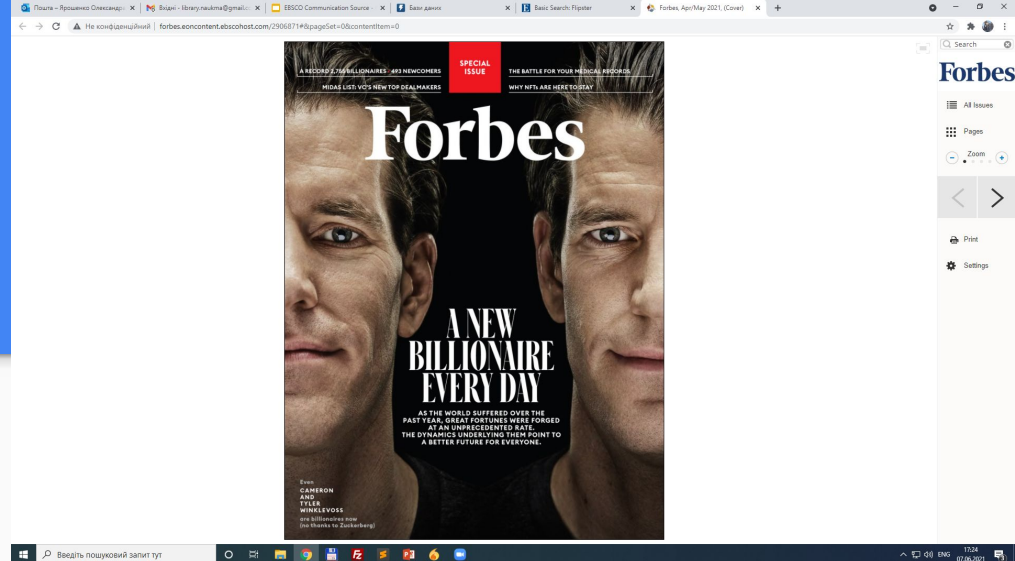 Пошта – Ярошенко Олександра
Вхідні - library.naukma@gmail.co
EBSCO Communication Source -
Бази даних
Basic Search: Flipster
Forbes, Apr/May 2021, (Cover)
Не конфіденційний | forbes.eoncontent.ebscohost.com/2906871#&pageSet=0&contentItem=0
Search
Forbes
All Issues
Pages
Zoom
Print
Settings
A RECORD 2,755 BILLIONAIRES 493 NEWCOMERS
MIDAS LIST: VC'S NEW TOP DEALMAKERS
SPECIAL
ISSUE
THE BATTLE FOR YOUR MEDICAL RECORDS
WHY NFTs ARE HERE TO STAY
Forbes
A NEW
BILLIONAIRE
EVERY DAY
AS THE WORLD SUFFERED OVER THE
PAST YEAR, GREAT FORTUNES WERE FORGED
AT AN UNPRECEDENTED RATE.
THE DYNAMICS UNDERLYING THEM POINT TO
A BETTER FUTURE FOR EVERYONE.
Even
CAMERON
AND
TYLER
WINKLEVOSS
are billionaires now
(no thanks to Zuckerberg)
Введіть пошуковий запит тут
ENG
17:24
07.06.2021